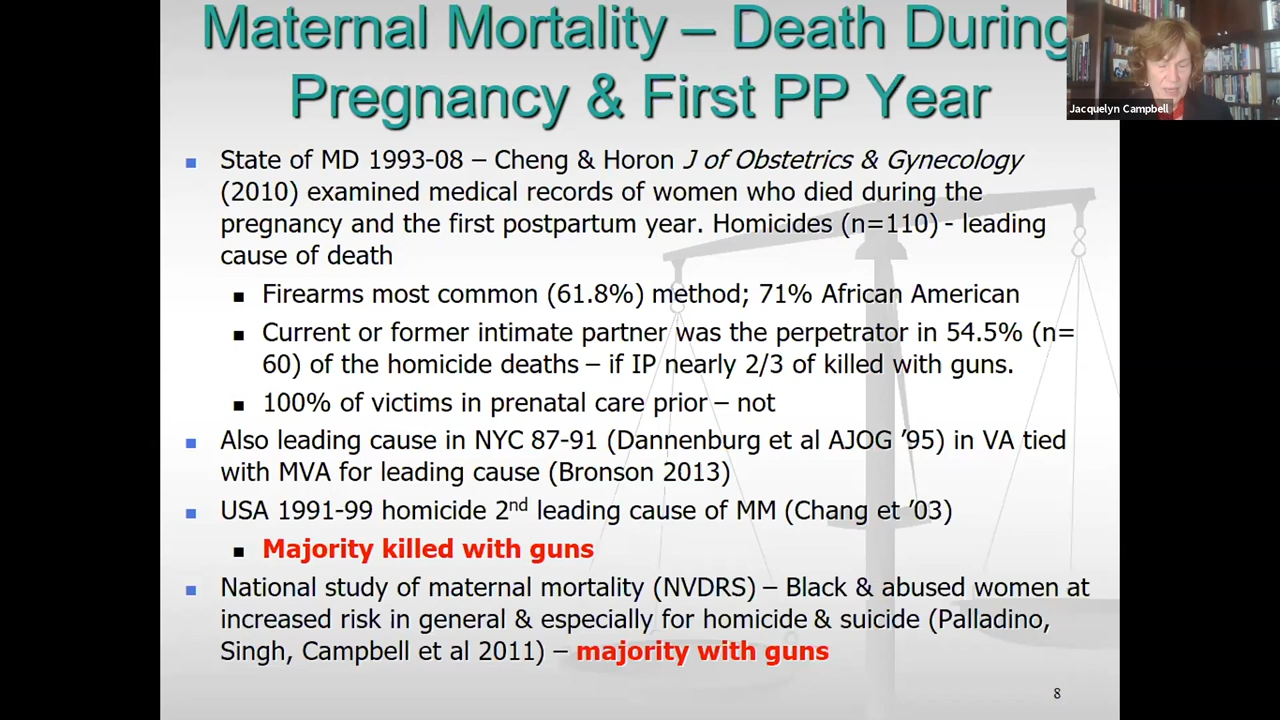 Maternal Mortality – Death During
Pregnancy & First PP Year
Jacquelyn Campbell
State of MD 1993-08 – Cheng & Horon J of Obstetrics & Gynecology
(2010) examined medical records of women who died during the
pregnancy and the first postpartum year. Homicides (n=110) - leading
cause of death
Firearms most common (61.8%) method; 71% African American
Current or former intimate partner was the perpetrator in 54.5% (n=
60) of the homicide deaths – if IP nearly 2/3 of killed with guns.
100% of victims in prenatal care prior – not
Also leading cause in NYC 87-91 (Dannenburg et al AJOG '95) in VA tied
with MVA for leading cause (Bronson 2013)
USA 1991-99 homicide 2nd leading cause of MM (Chang et '03)
Majority killed with guns
National study of maternal mortality (NVDRS) – Black & abused women at
increased risk in general & especially for homicide & suicide (Palladino,
Singh, Campbell et al 2011) – majority with guns
8